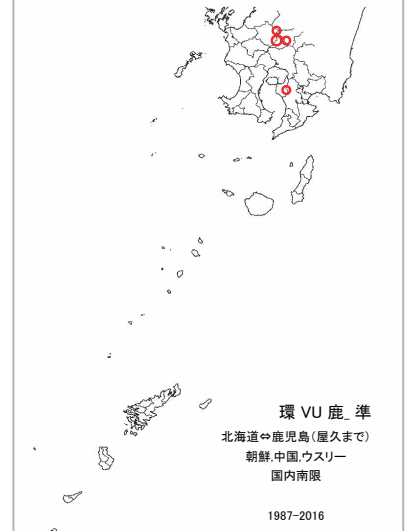 環 VU 鹿_ 準
北海道⇔鹿児島(屋久まで)
朝鮮,中国,ウスリー
国内南限
1987-2016